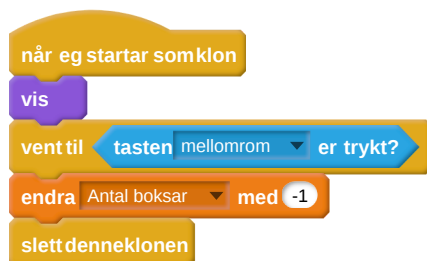 når eg startar som klon
vis
vent til tasten mellomrom er trykt?
endra Antal boksar med -1
slett denne klonen